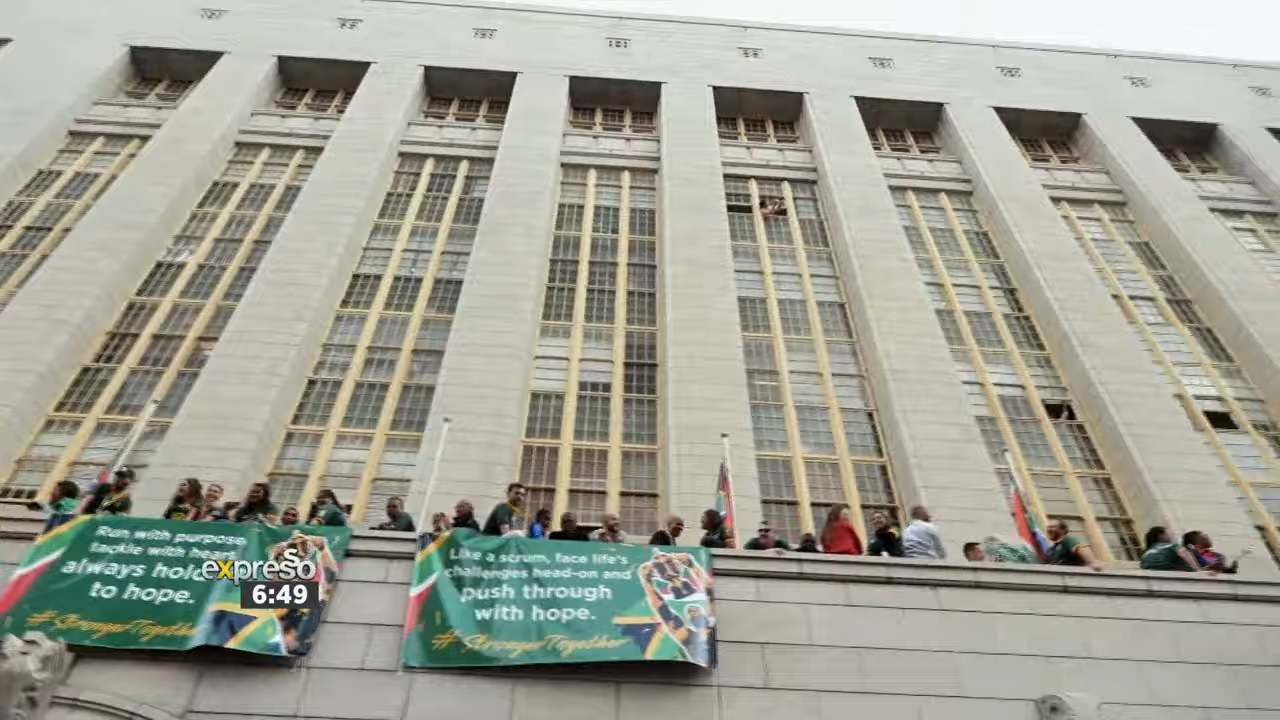 Run with purpose,
tackle with heart,
always hold
to hope.
#StrongerTogether
S
expreso
6:49
Like a scrum, face life's
challenges head-on and
push through
with hope.
#StrongerTogether